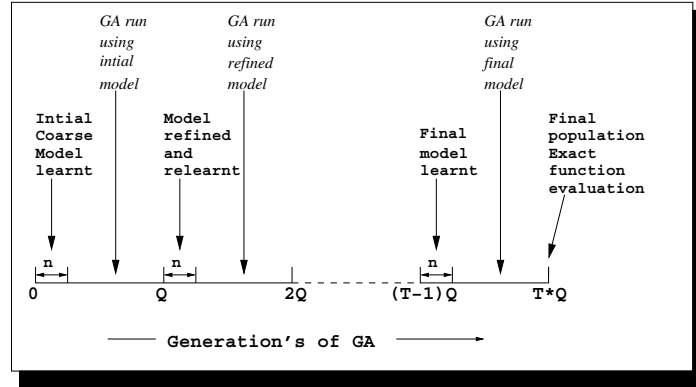 GA run
using
intial
model
GA run
using
refined
model
GA run
using
final
model
Intial
Coarse
Model
learnt
Model
refined
and
relearnt
Final
model
learnt
Final
population
Exact
function
evaluation
n
n
n
0
Q
2Q
(T-1)Q
T*Q
Generation's of GA